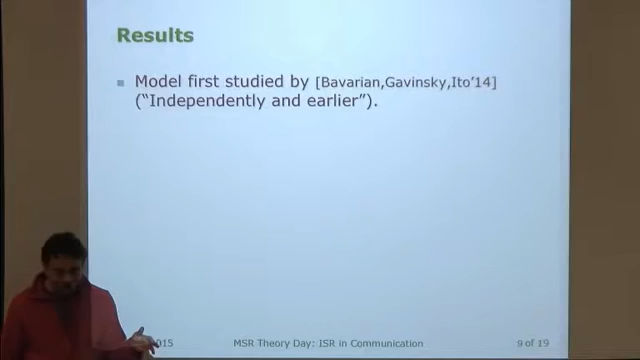 Results
Model first studied by [Bavarian,Gavinsky,Ito'14]
("Independently and earlier").
015
MSR Theory Day: ISR in Communication
9 of 19